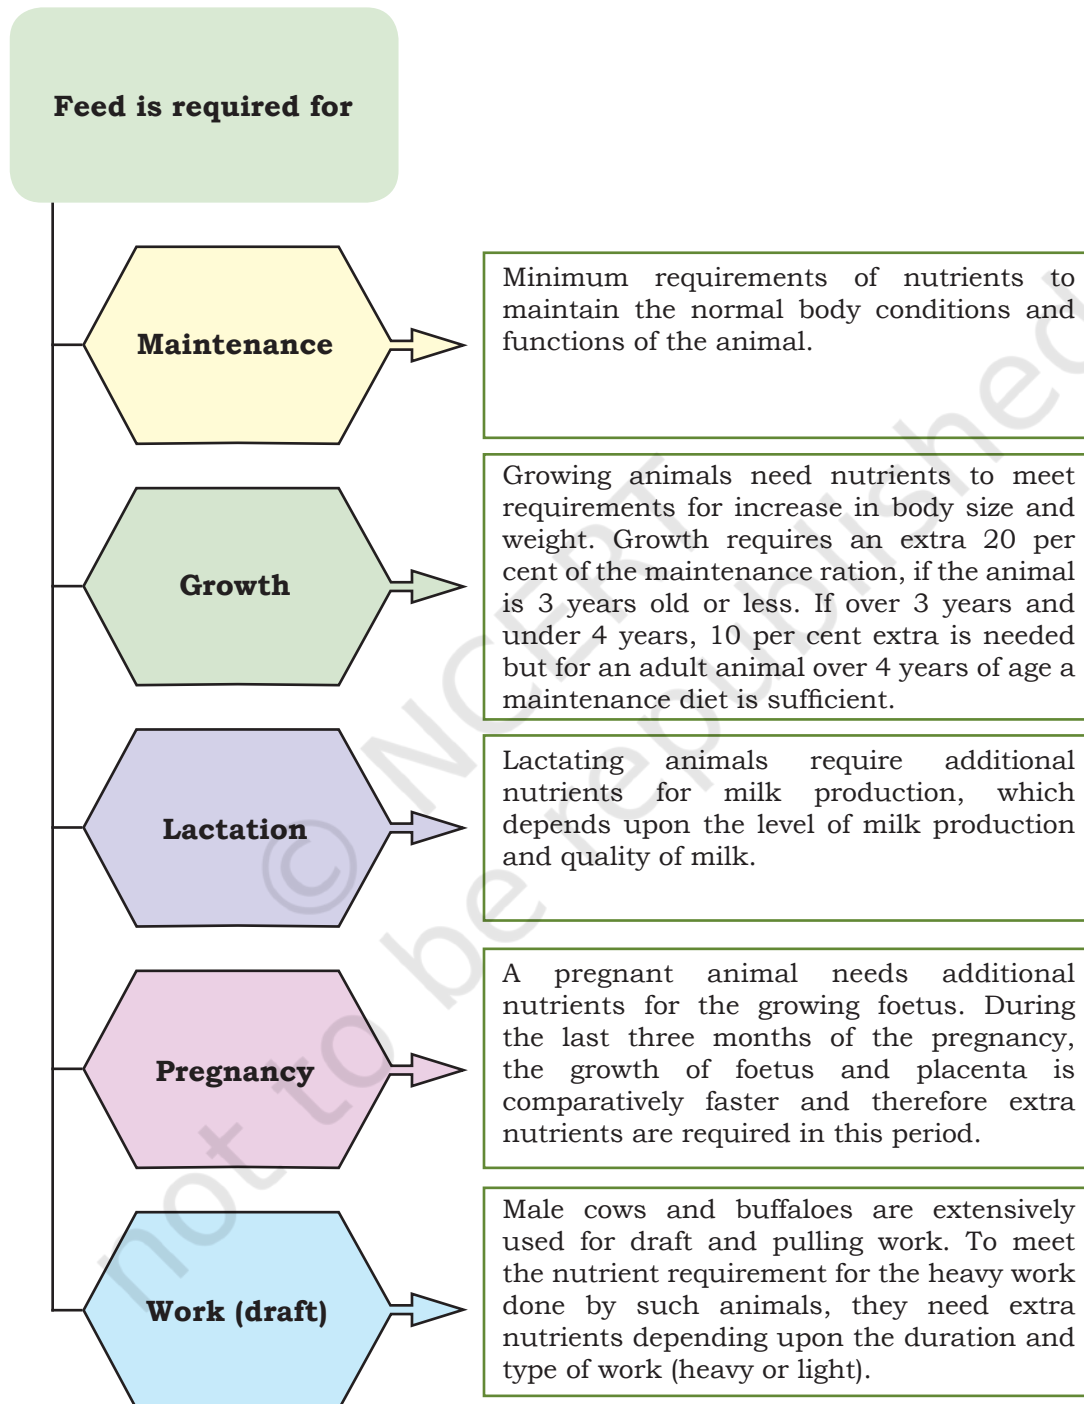 Feed is required for
Maintenance
Minimum requirements of nutrients to
maintain the normal body conditions and
functions of the animal.
Growth
Growing animals need nutrients to meet
requirements for increase in body size and
weight. Growth requires an extra 20 per
cent of the maintenance ration, if the animal
is 3 years old or less. If over 3 years and
under 4 years, 10 per cent extra is needed
but for an adult animal over 4 years of age a
maintenance diet is sufficient.
Lactation
Lactating animals require additional
nutrients for milk production, which
depends upon the level of milk production
and quality of milk.
Pregnancy
A pregnant animal needs additional
nutrients for the growing foetus. During
the last three months of the pregnancy,
the growth of foetus and placenta is
comparatively faster and therefore extra
nutrients are required in this period.
Work (draft)
Male cows and buffaloes are extensively
used for draft and pulling work. To meet
the nutrient requirement for the heavy work
done by such animals, they need extra
nutrients depending upon the duration and
type of work (heavy or light).
© NCERT
not to be republished